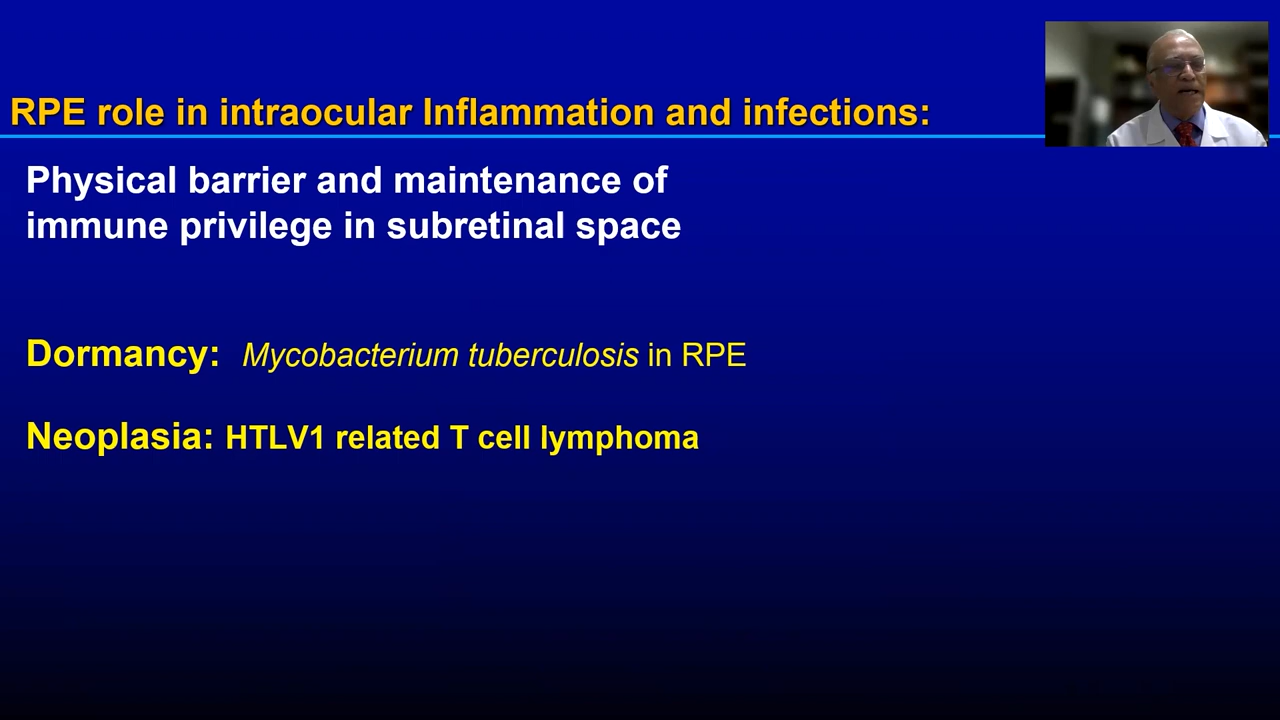 RPE role in intraocular Inflammation and infections:
Physical barrier and maintenance of
immune privilege in subretinal space
Dormancy: Mycobacterium tuberculosis in RPE
Neoplasia: HTLV1 related T cell lymphoma